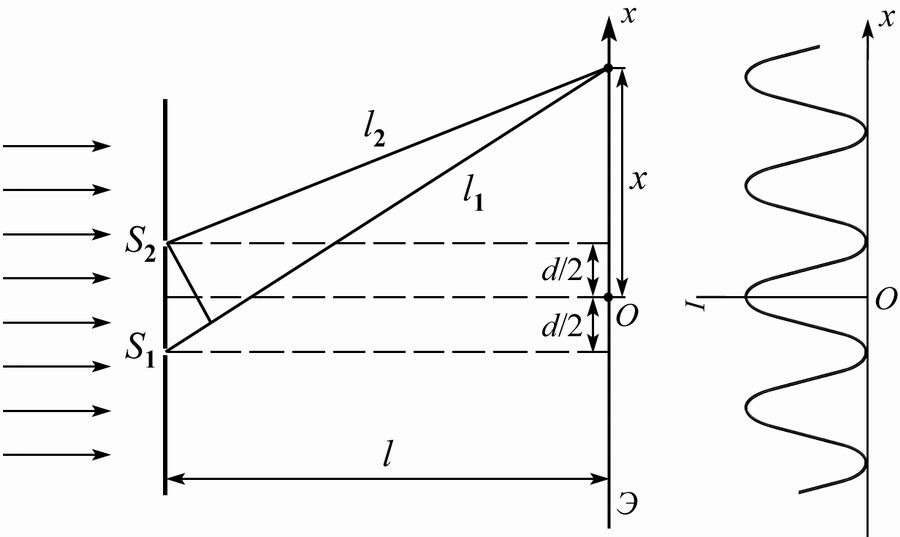 x
x
l₂
x
l₁
S₂
d/2
I
O
O
d/2
S₁
l
Э